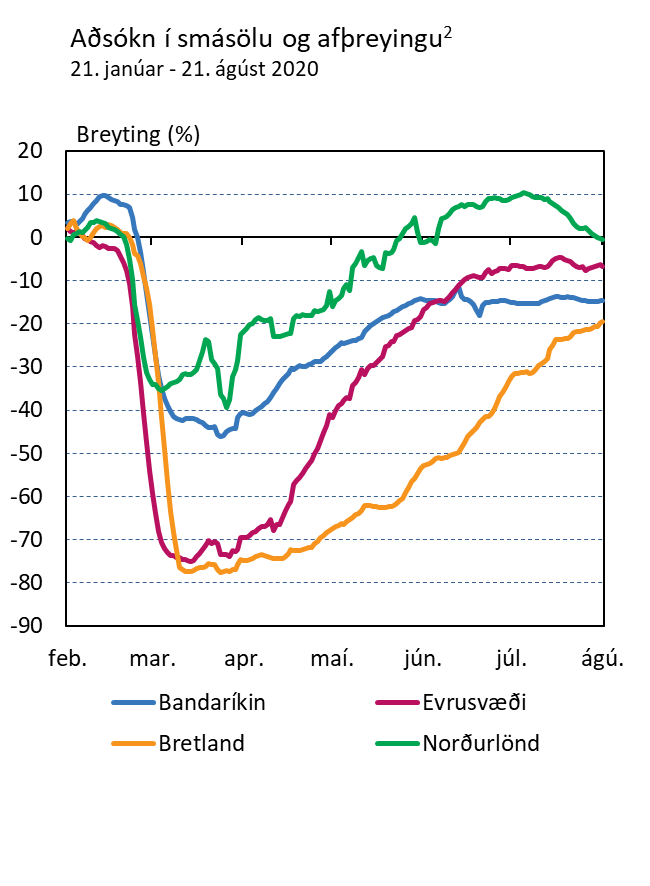 Aðsókn í smásölu og afþreyingu²
21. janúar - 21. ágúst 2020
Breyting (%)
20
10
0
-10
-20
-30
-40
-50
-60
-70
-80
-90
feb. mar. apr. maí. jún. júl. ágú.
Bandaríkin Evrusvæði
Bretland Norðurlönd